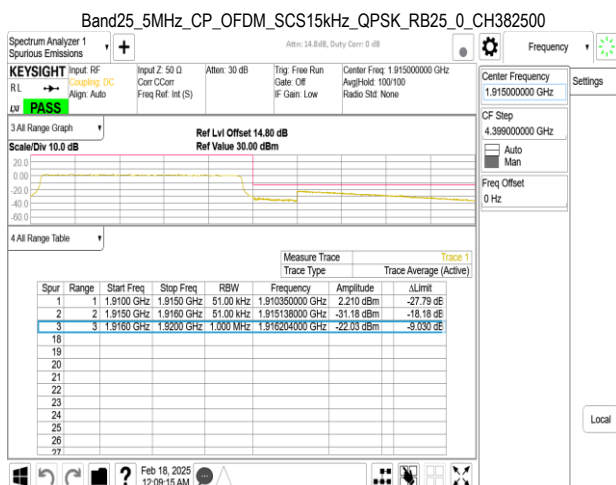 Band25_5MHz_CP_OFDM_SCS15kHz_QPSK_RB25_0_CH382500
Spectrum Analyzer 1
Spurious Emissions
+
Attn: 14.8dB, Duty Corr: 0 dB
Frequency
KEYSIGHT
RL
LXI
PASS
Input: RF
Coupling: DC
Align: Auto
Input Z: 50 Ω
Corr CCorr
Freq Ref: Int (S)
Atten: 30 dB
Trig: Free Run
Gate: Off
IF Gain: Low
Center Freq: 1.915000000 GHz
Avg|Hold: 100/100
Radio Std: None
Center Frequency
1.915000000 GHz
Settings
CF Step
4.399000000 GHz
Auto
Man
Freq Offset
0 Hz
Local
3 All Range Graph
Scale/Div 10.0 dB
Ref Lvl Offset 14.80 dB
Ref Value 30.00 dBm
20.0
0.00
-20.0
-40.0
-60.0
4 All Range Table
Measure Trace Trace 1
Trace Type Trace Average (Active)
Spur Range Start Freq Stop Freq RBW Frequency Amplitude ΔLimit
1 1 1.9100 GHz 1.9150 GHz 51.00 kHz 1.910350000 GHz 2.210 dBm -27.79 dB
2 2 1.9150 GHz 1.9160 GHz 51.00 kHz 1.915138000 GHz -31.18 dBm -18.18 dB
3 3 1.9160 GHz 1.9200 GHz 1.000 MHz 1.916204000 GHz -22.03 dBm -9.030 dB
18
19
20
21
22
23
24
25
26
27
?
Feb 18, 2025
12:09:15 AM